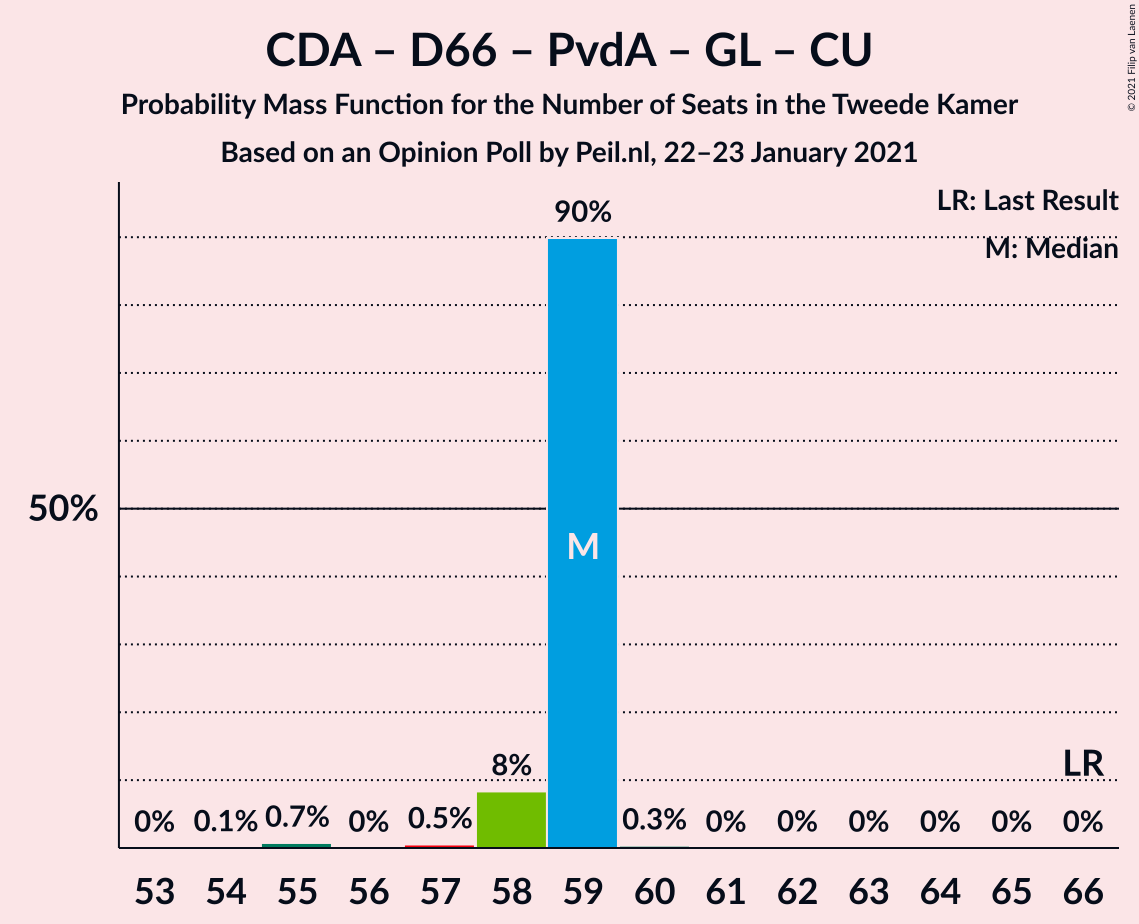 CDA – D66 – PvdA – GL – CU
Probability Mass Function for the Number of Seats in the Tweede Kamer
Based on an Opinion Poll by Peil.nl, 22–23 January 2021
© 2021 Filip van Laenen
LR: Last Result
M: Median
90%
50%
M
LR
0% 0.1% 0.7% 0% 0.5% 8% 0.3% 0% 0% 0% 0% 0% 0%
53 54 55 56 57 58 59 60 61 62 63 64 65 66